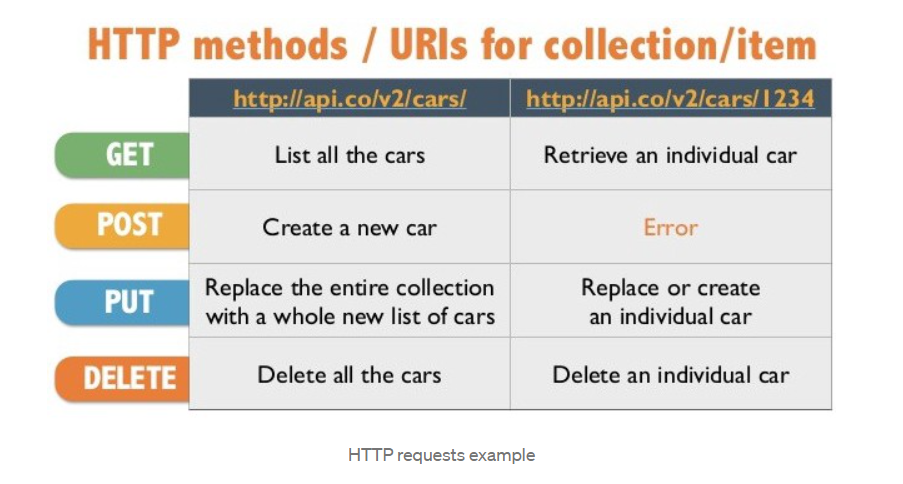 HTTP methods / URIs for collection/item
http://api.co/v2/cars/ http://api.co/v2/cars/1234
GET List all the cars Retrieve an individual car
POST Create a new car Error
PUT Replace the entire collection
with a whole new list of cars
Replace or create
an individual car
DELETE Delete all the cars Delete an individual car
HTTP requests example